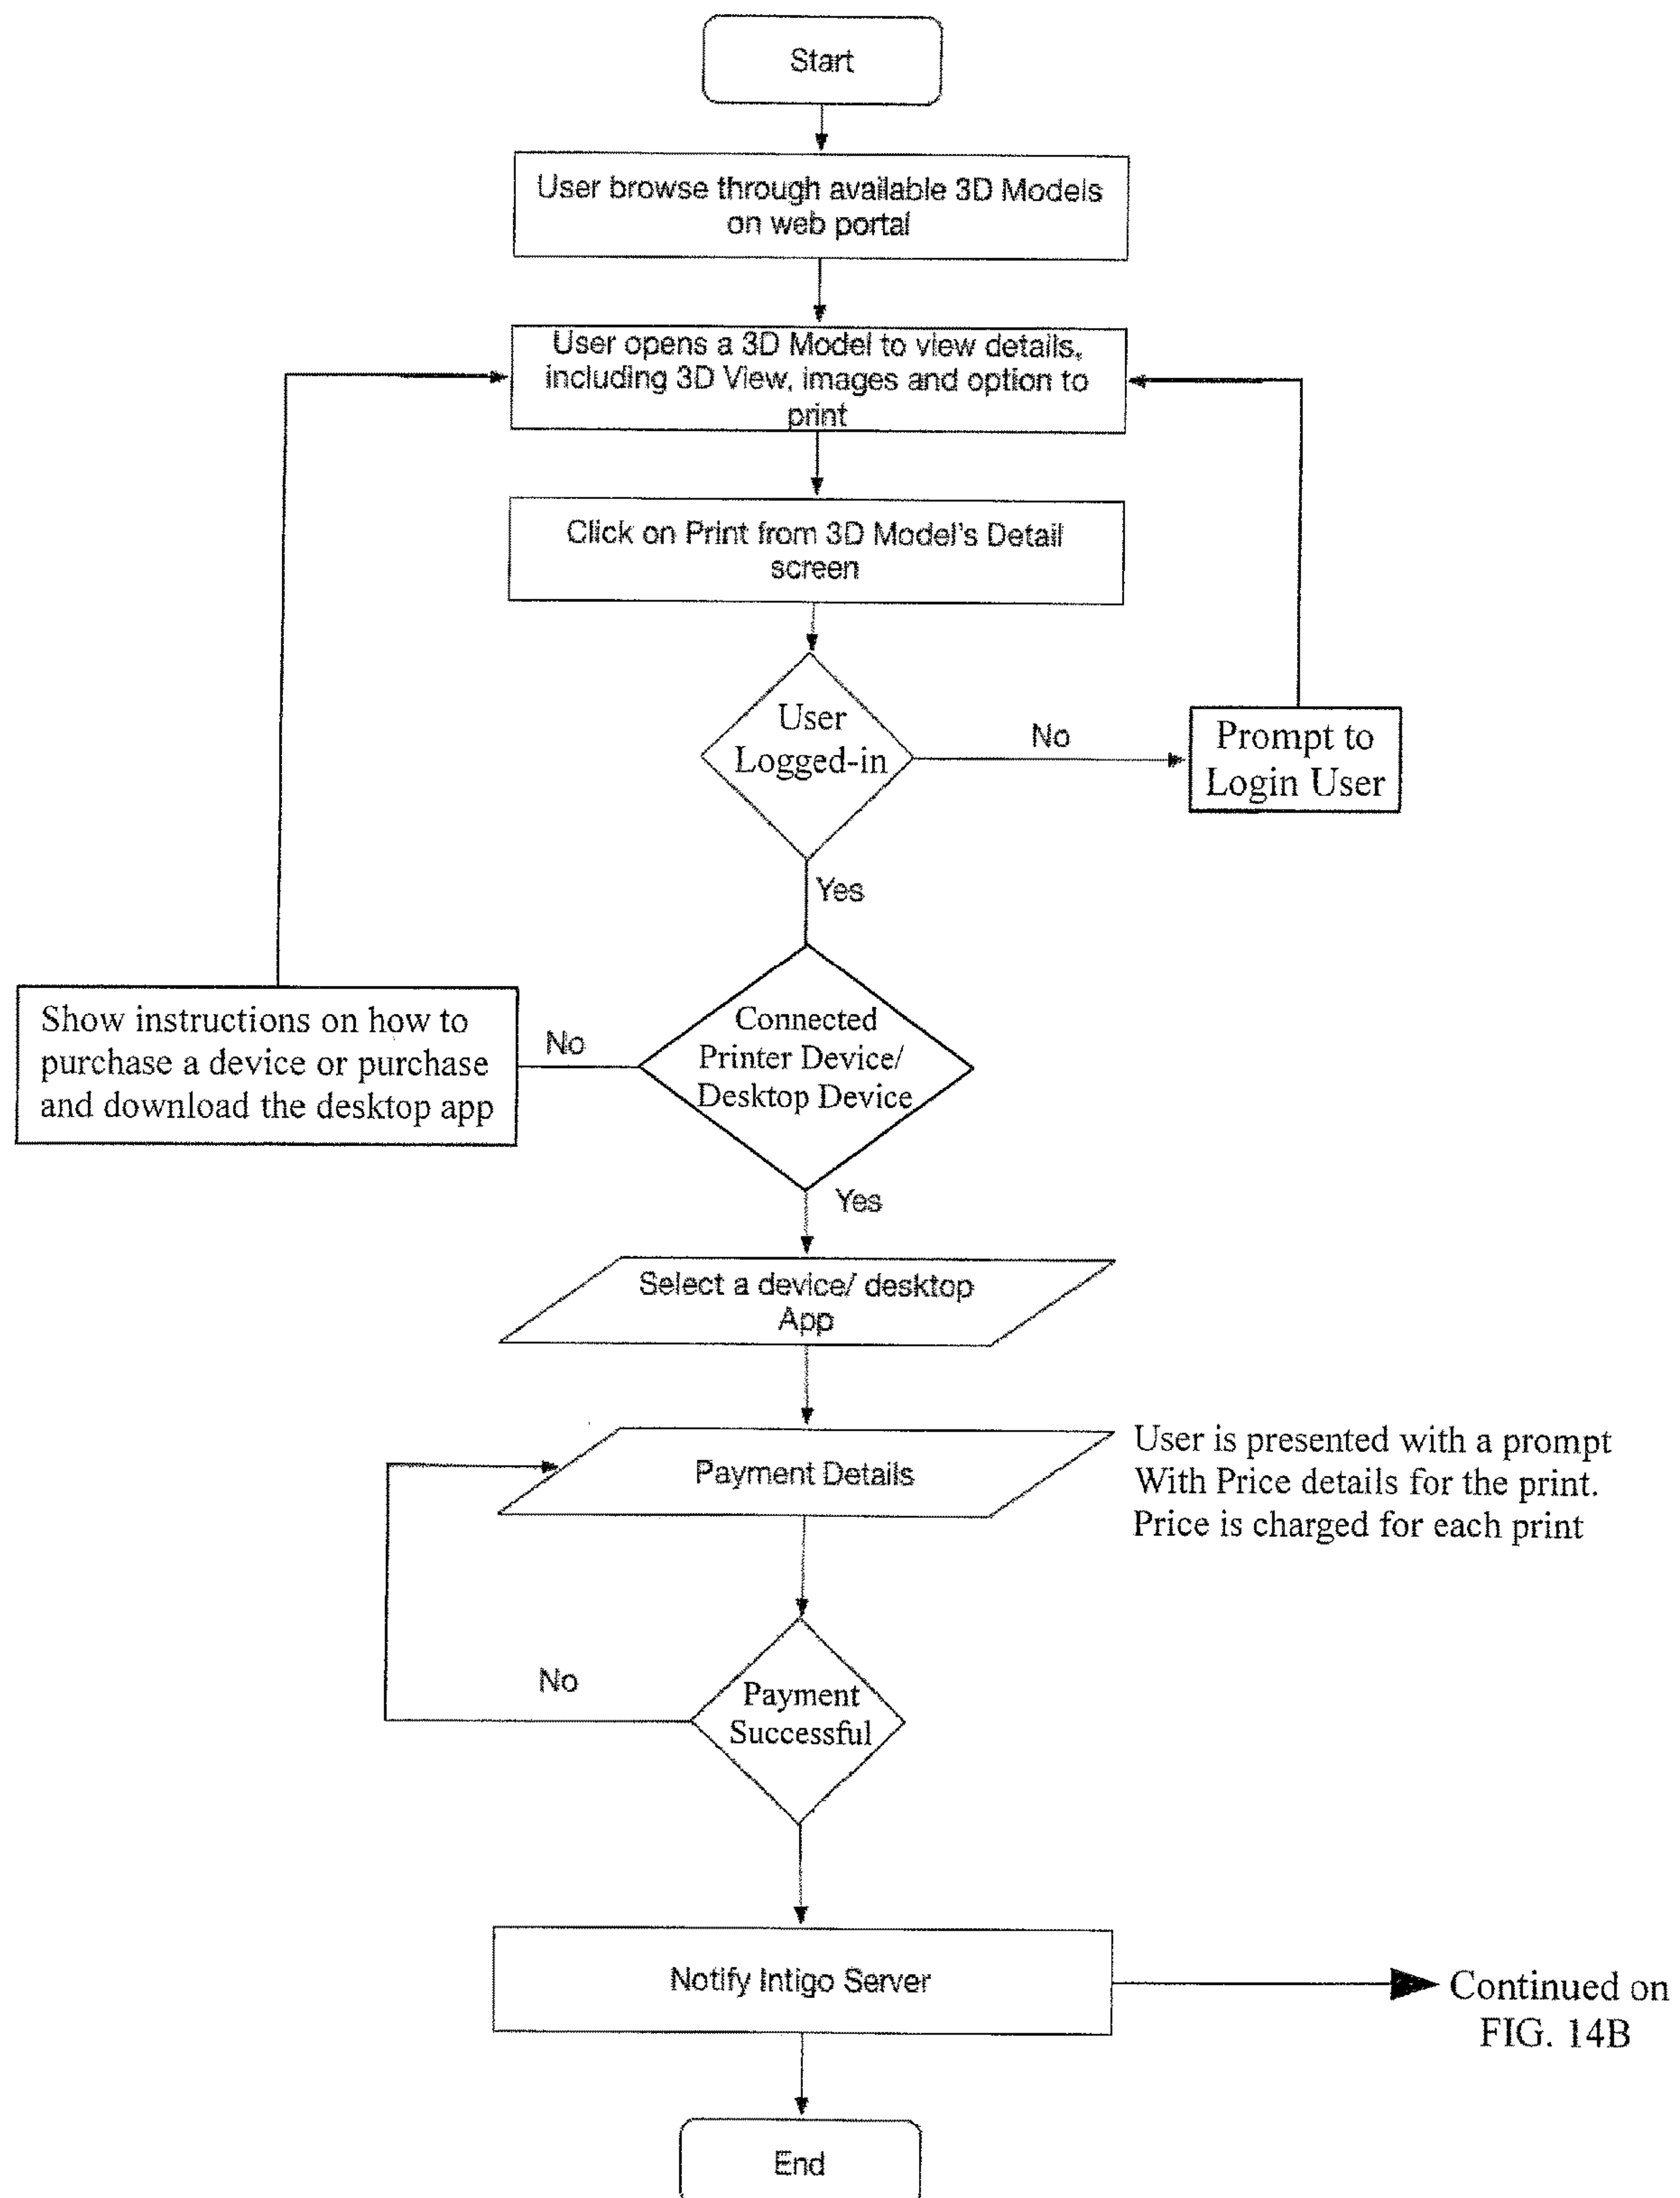 Start
User browse through available 3D Models
on web portal
User opens a 3D Model to view details,
including 3D View, images and option to
print
Click on Print from 3D Model's Detail
screen
User
Logged-in
No
Prompt to
Login User
Yes
Connected
Printer Device/
Desktop Device
No
Show instructions on how to
purchase a device or purchase
and download the desktop app
Yes
Select a device/ desktop
App
Payment Details
User is presented with a prompt
With Price details for the print.
Price is charged for each print
No
Payment
Successful
Notify Intigo Server
Continued on
FIG. 14B
End